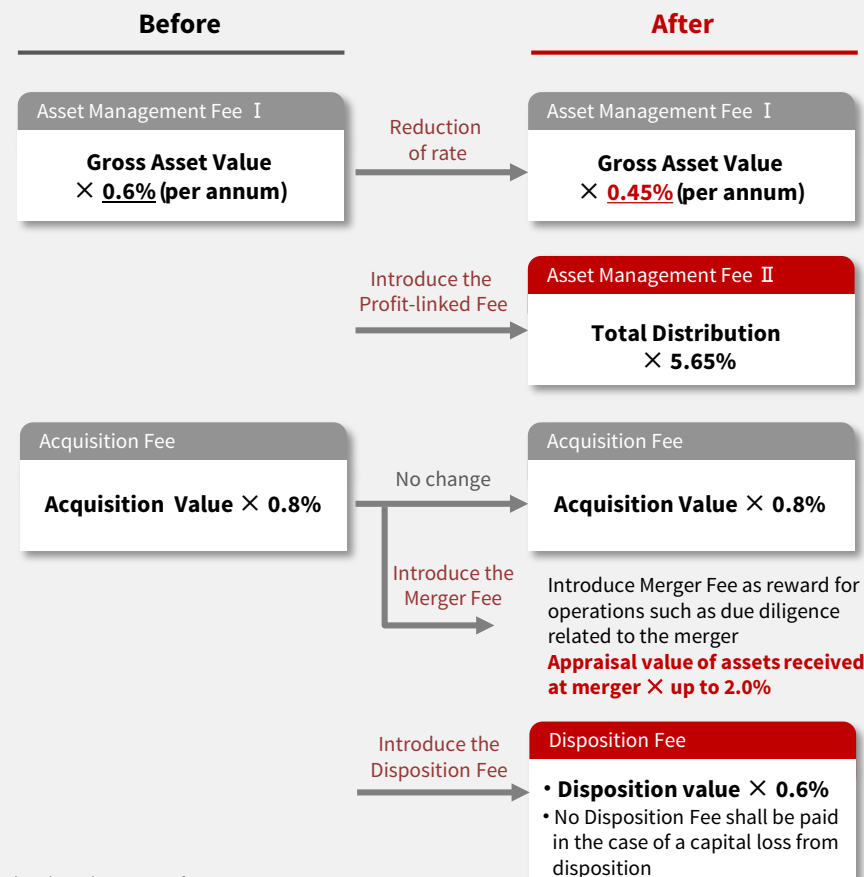 Before
After
Asset Management Fee Ⅰ
Gross Asset Value
× 0.6% (per annum)
Reduction
of rate
Asset Management Fee Ⅰ
Gross Asset Value
× 0.45% (per annum)
Introduce the
Profit-linked Fee
Asset Management Fee Ⅱ
Total Distribution
× 5.65%
Acquisition Fee
Acquisition Value × 0.8%
No change
Acquisition Fee
Acquisition Value × 0.8%
Introduce the
Merger Fee
Introduce Merger Fee as reward for
operations such as due diligence
related to the merger
Appraisal value of assets received
at merger × up to 2.0%
Introduce the
Disposition Fee
Disposition Fee
・Disposition value × 0.6%
・No Disposition Fee shall be paid
in the case of a capital loss from
disposition